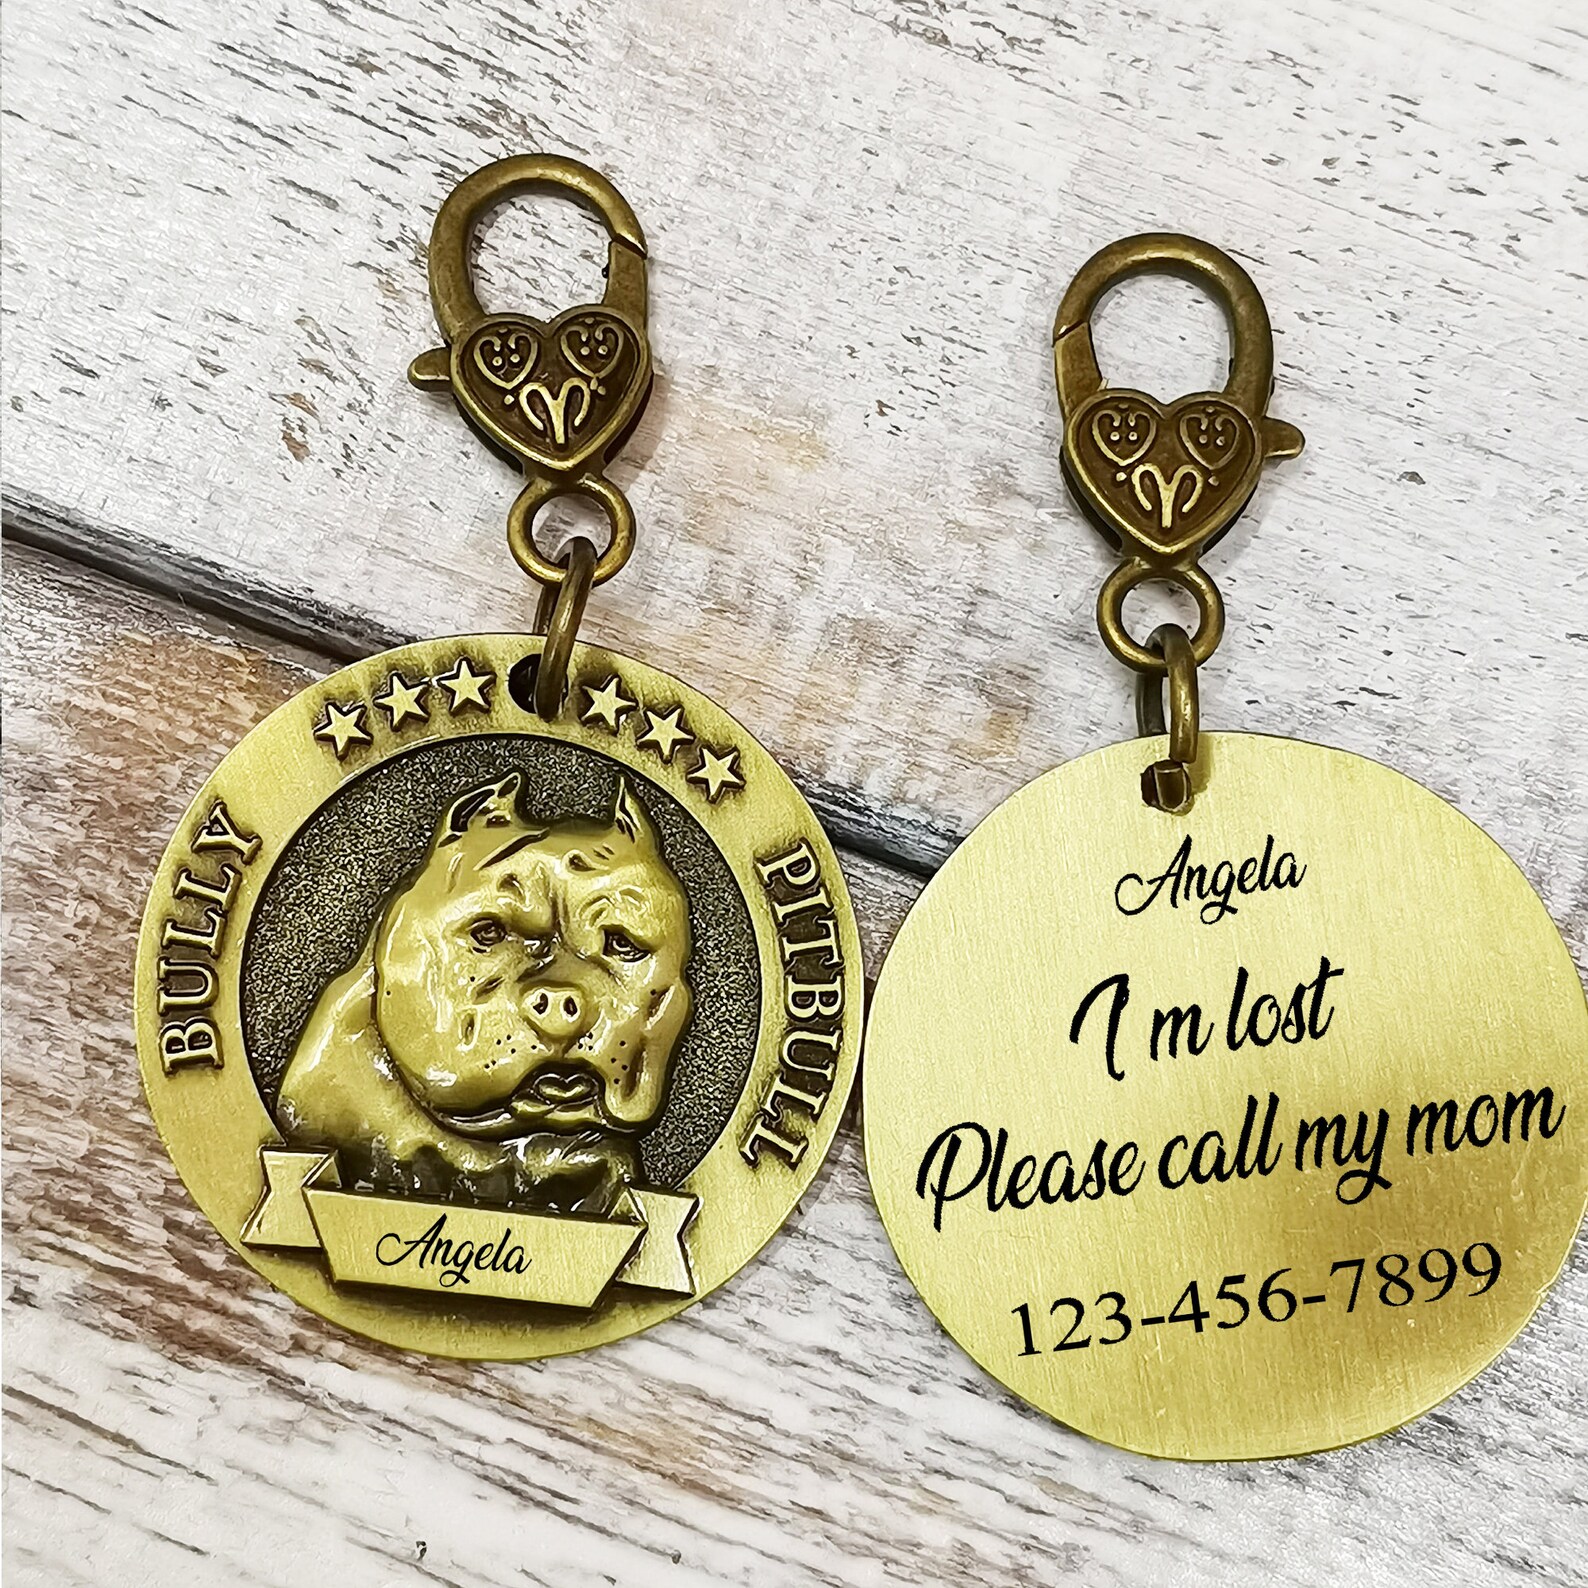 BULLY
PITBULL
Angela
Angela
I m lost
Please call my mom
123-456-7899